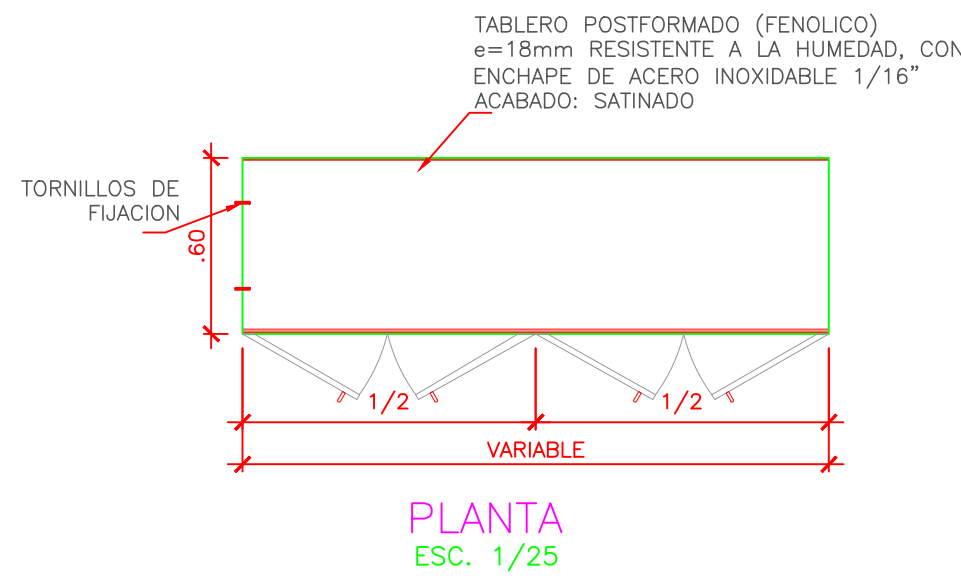 TABLERO POSTFORMADO (FENOLICO)
e=18mm RESISTENTE A LA HUMEDAD, CON
ENCHAPE DE ACERO INOXIDABLE 1/16"
ACABADO: SATINADO
TORNILLOS DE
FIJACION
.60
1/2
1/2
VARIABLE
PLANTA
ESC. 1/25